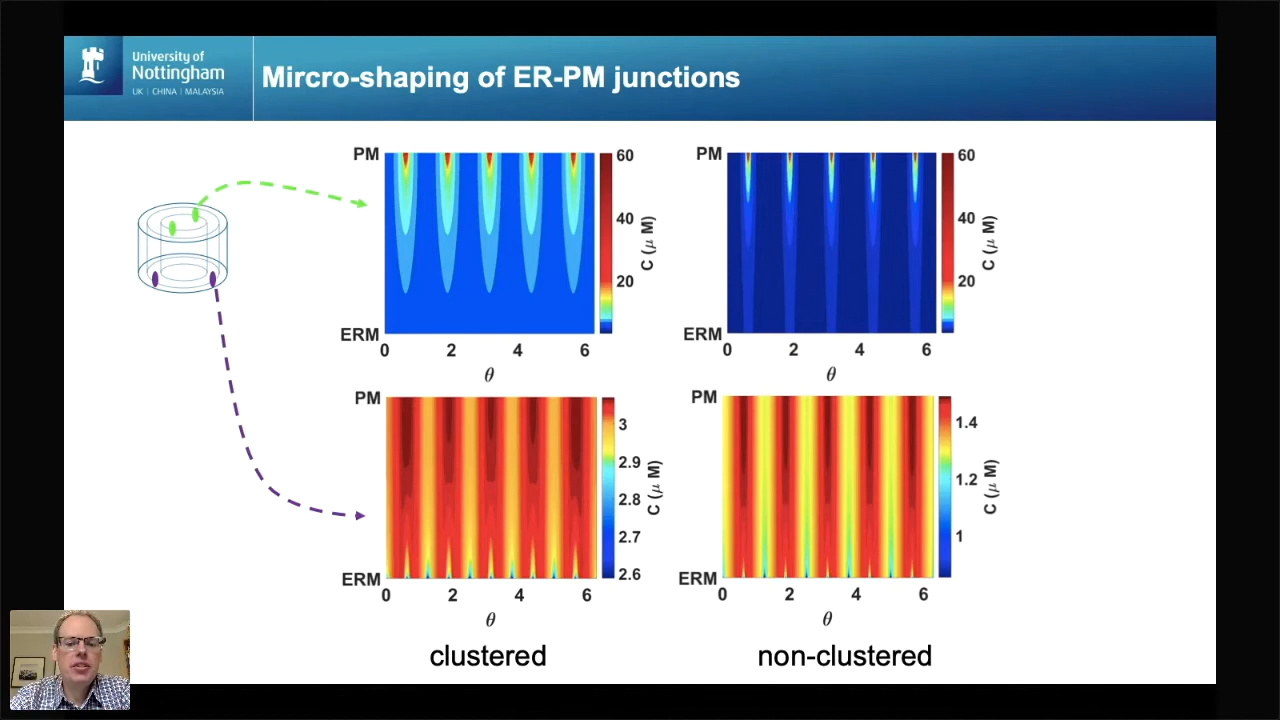 University of
Nottingham
UK | CHINA | MALAYSIA
Mircro-shaping of ER-PM junctions
PM
ERM
0 2 4 6
θ
60
40
20
C (μ M)
PM
ERM
0 2 4 6
θ
60
40
20
C (μ M)
PM
ERM
0 2 4 6
θ
3
2.9
2.8
2.7
2.6
C (μ M)
PM
ERM
0 2 4 6
θ
1.4
1.2
1
C (μ M)
clustered
non-clustered